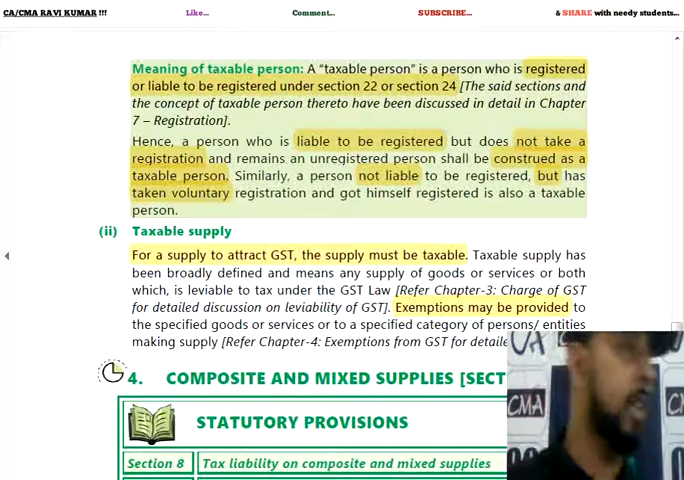 CA/CMA RAVI KUMAR !!! Like... Comment... SUBSCRIBE... & SHARE with needy students...
Meaning of taxable person: A “taxable person” is a person who is registered
or liable to be registered under section 22 or section 24 [The said sections and
the concept of taxable person thereto have been discussed in detail in Chapter
7 – Registration].
Hence, a person who is liable to be registered but does not take a
registration and remains an unregistered person shall be construed as a
taxable person. Similarly, a person not liable to be registered, but has
taken voluntary registration and got himself registered is also a taxable
person.
(ii) Taxable supply
For a supply to attract GST, the supply must be taxable. Taxable supply has
been broadly defined and means any supply of goods or services or both
which, is leviable to tax under the GST Law [Refer Chapter-3: Charge of GST
for detailed discussion on leviability of GST]. Exemptions may be provided to
the specified goods or services or to a specified category of persons/ entities
making supply [Refer Chapter-4: Exemptions from GST for
4. COMPOSITE AND MIXED SUPPLIES
STATUTORY PROVISIONS
Section 8 Tax liability on composite and mixed supplies
CA
CMA
CMA